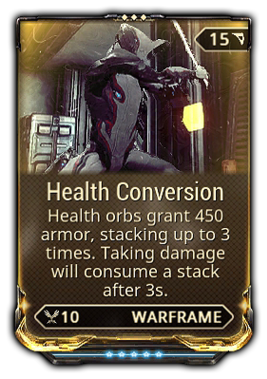 15
Health Conversion
Health orbs grant 450
armor, stacking up to 3
times. Taking damage
will consume a stack
after 3s.
10 WARFRAME